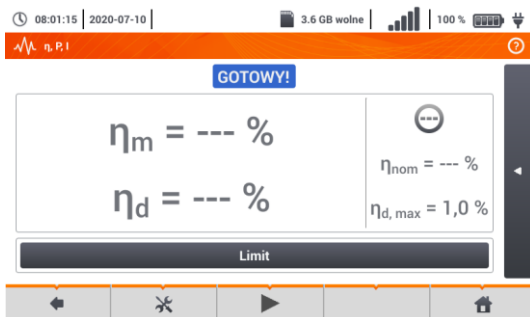 08:01:15 2020-07-10 3.6 GB wolne 100 %
η, P, I
GOTOWY!
ηm = --- %
ηd = --- %
---
ηnom = --- %
ηd, max = 1,0 %
Limit